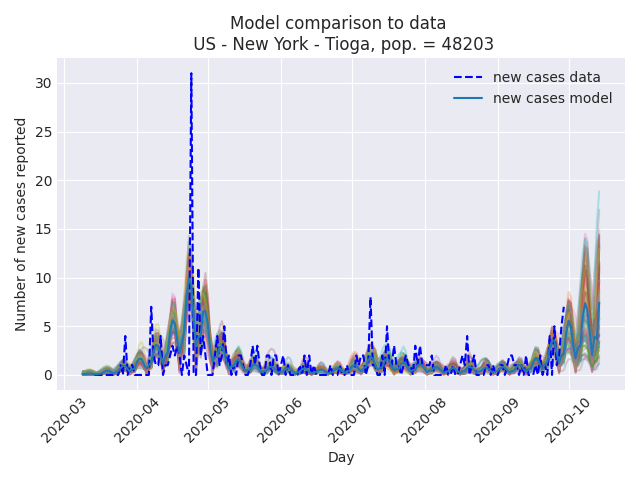 Model comparison to data
US - New York - Tioga, pop. = 48203
new cases data
new cases model
Number of new cases reported
30
25
20
15
10
5
0
2020-03
2020-04
2020-05
2020-06
2020-07
2020-08
2020-09
2020-10
Day